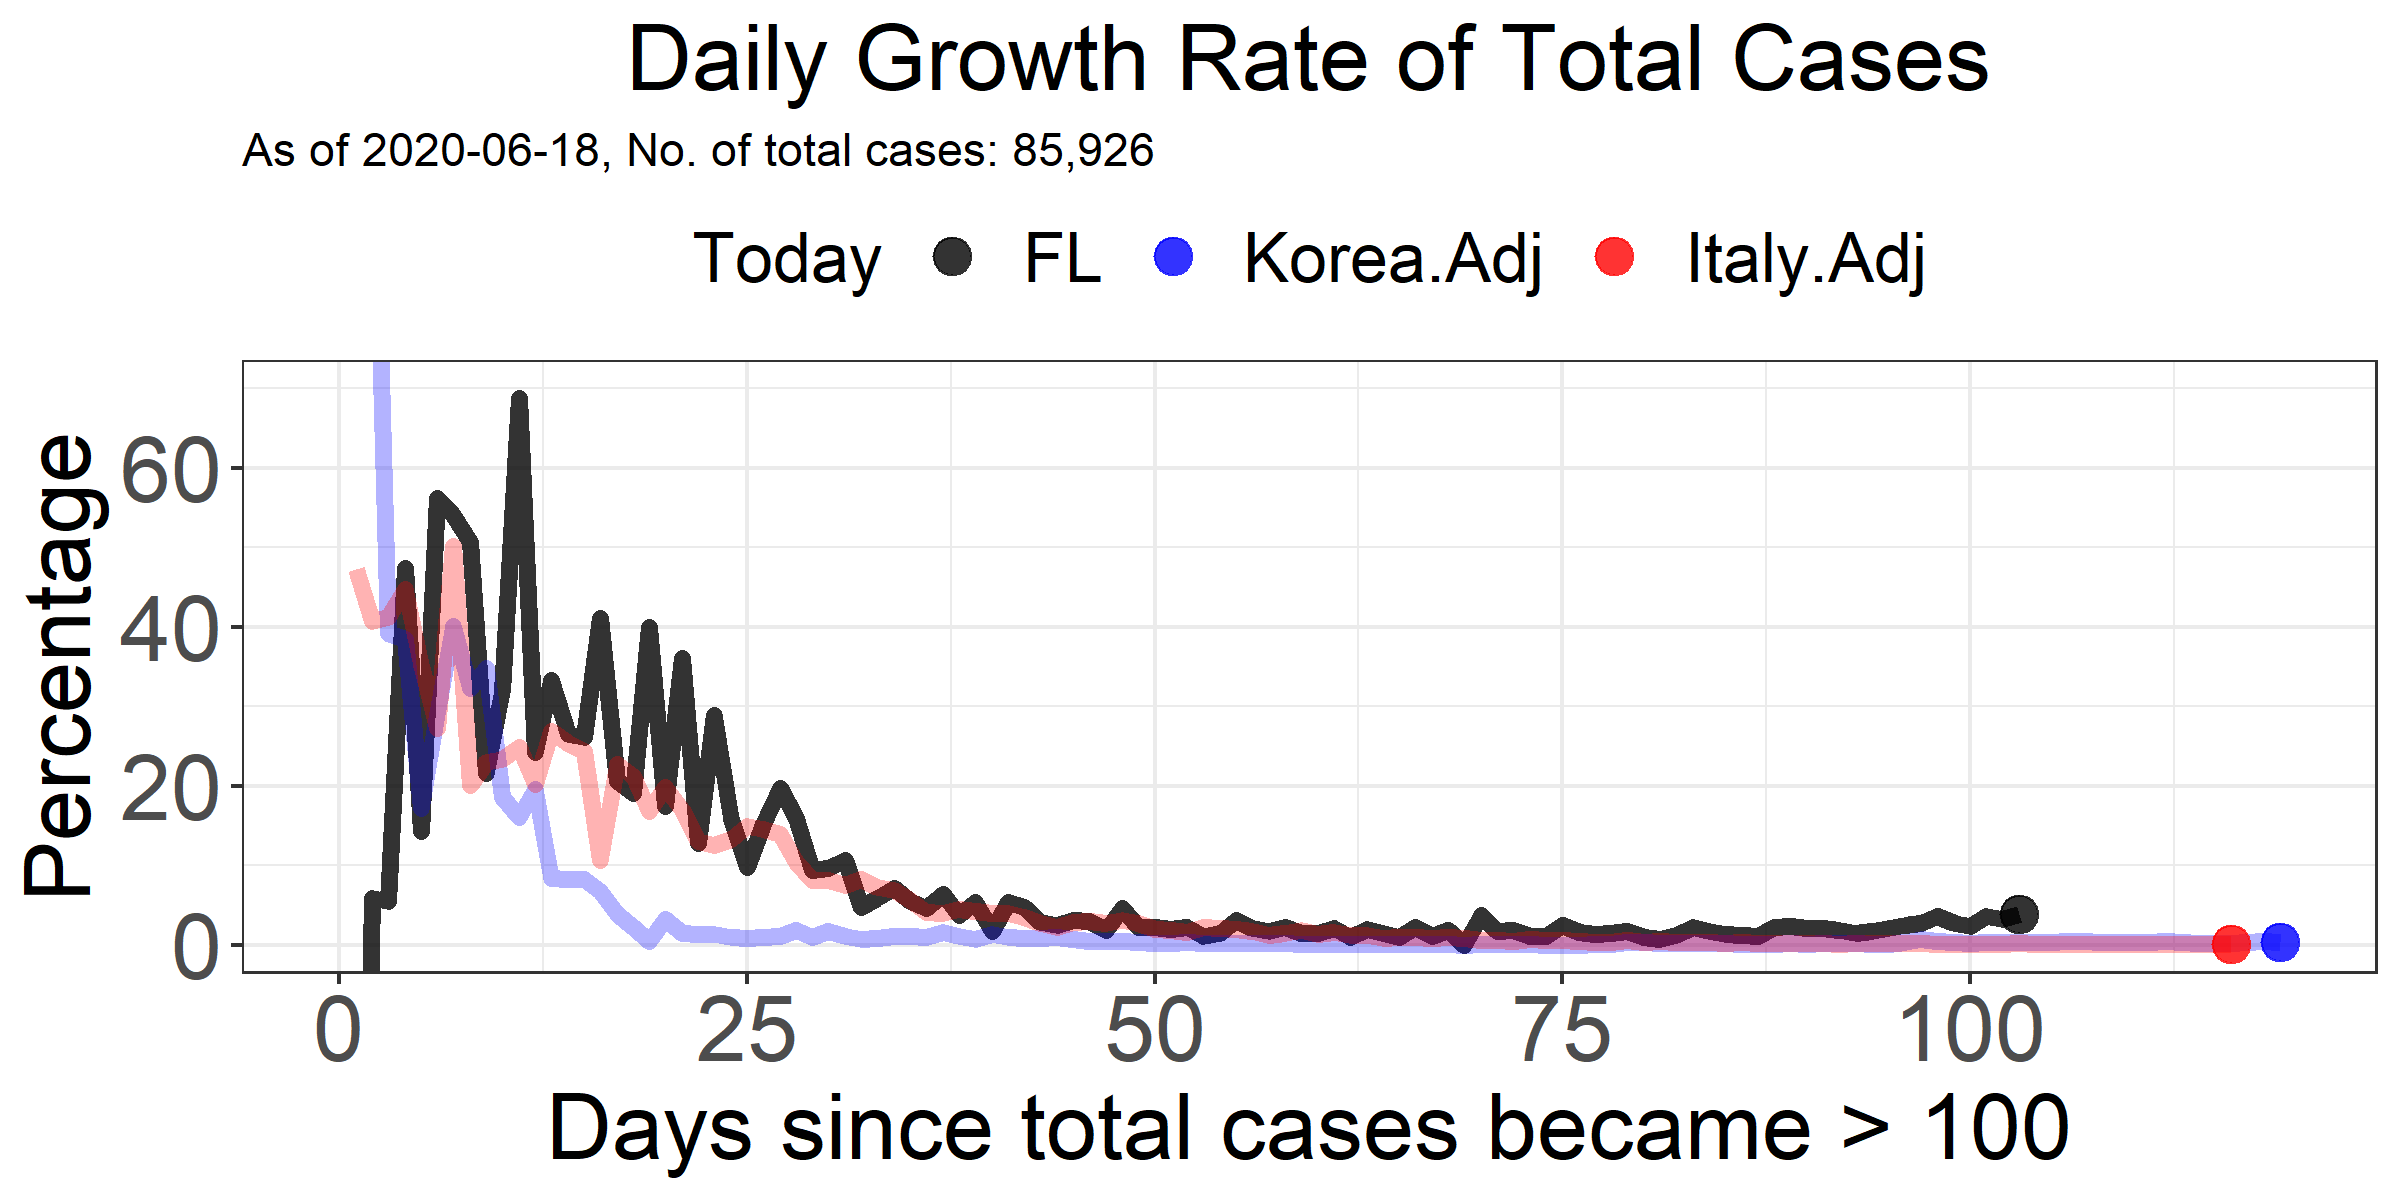 Daily Growth Rate of Total Cases
As of 2020-06-18, No. of total cases: 85,926
Today FL Korea.Adj Italy.Adj
Percentage
60
40
20
0
0 25 50 75 100
Days since total cases became > 100